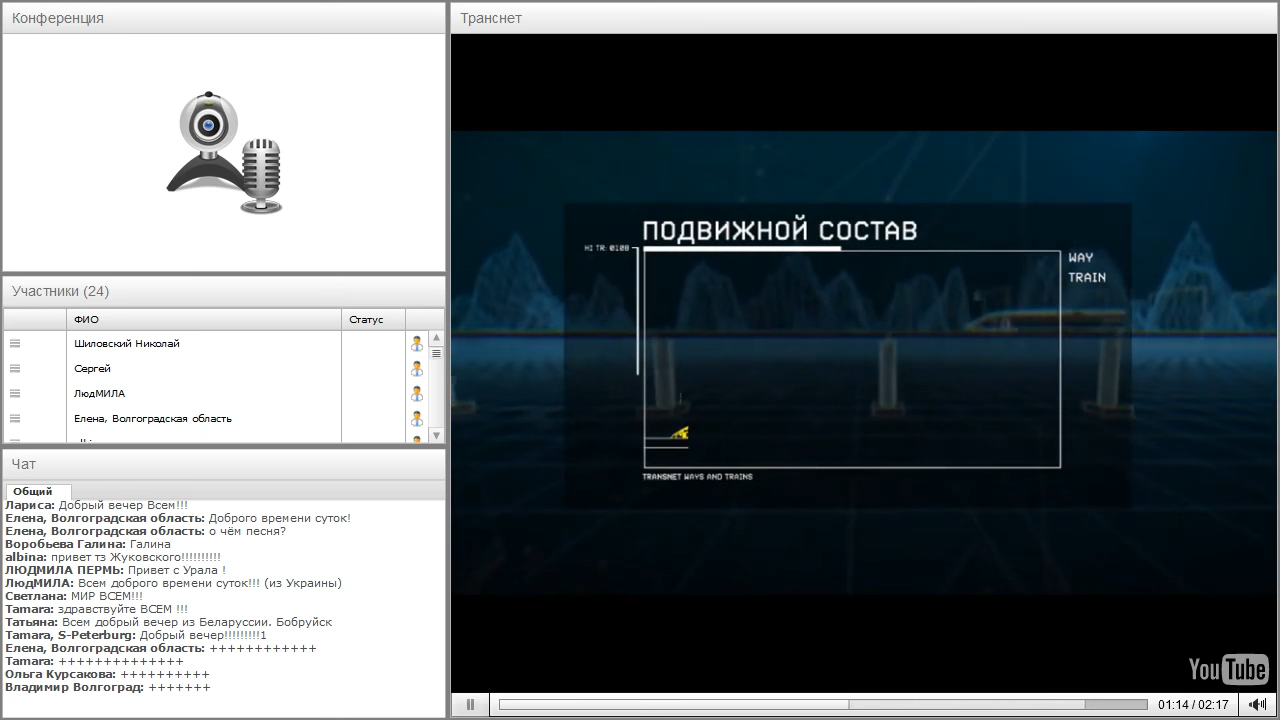 Конференция
Участники (24)
ФИО Статус
Шиловский Николай
Сергей
ЛюдМИЛА
Елена, Волгоградская область
Чат
Общий
Лариса: Добрый вечер Всем!!!
Елена, Волгоградская область: Доброго времени суток!
Елена, Волгоградская область: о чём песня?
Воробьева Галина: Галина
albina: привет тз Жуковского!!!!!!!!!!
ЛЮДМИЛА ПЕРМЬ: Привет с Урала !
ЛюдМИЛА: Всем доброго времени суток!!! (из Украины)
Светлана: МИР ВСЕМ!!!
Tamara: здравствуйте ВСЕМ !!!
Татьяна: Всем добрый вечер из Беларуссии. Бобруйск
Tamara, S-Peterburg: Добрый вечер!!!!!!!!!1
Елена, Волгоградская область: ++++++++++++
Tamara: ++++++++++++++
Ольга Курсакова: ++++++++++
Владимир Волгоград: +++++++
Транснет
ПОДВИЖНОЙ СОСТАВ
HI TR: 0108
WAY
TRAIN
TRANSNET WAYS AND TRAINS
YouTube
01:14 / 02:17